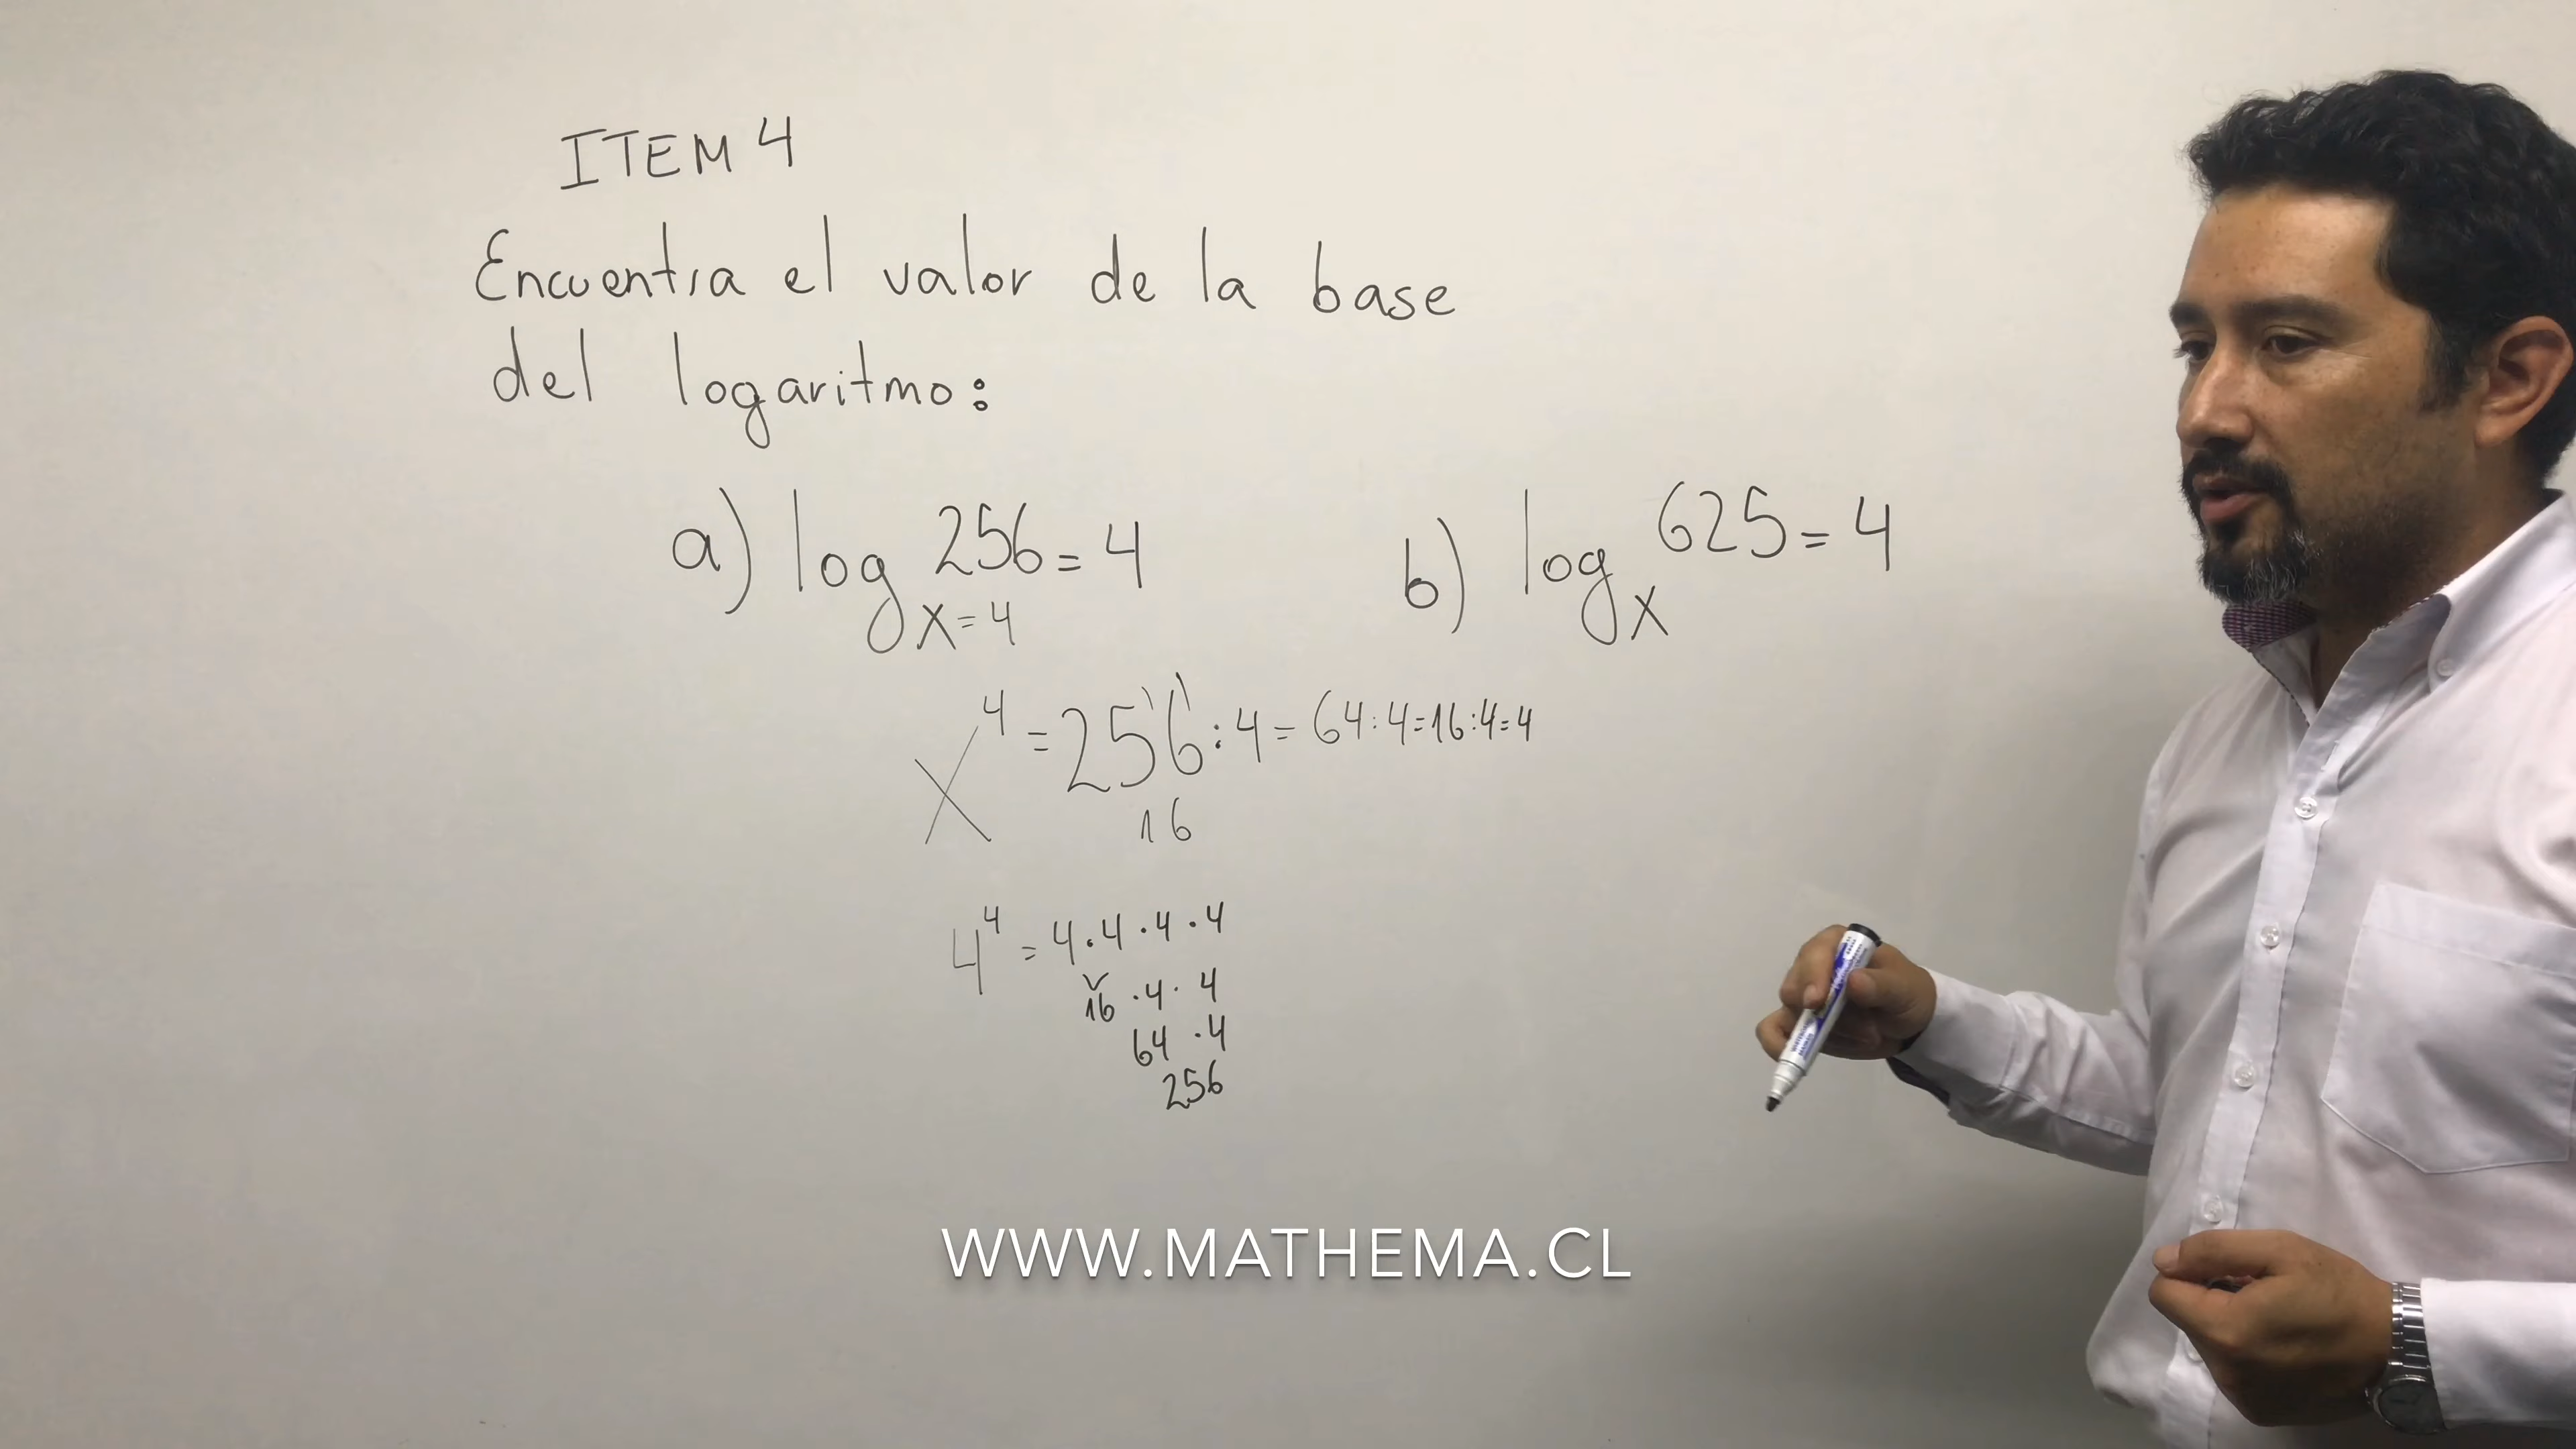 ITEM 4
Encuentra el valor de la base
del logaritmo:
a) log 256 = 4
x = 4
b) log 625 = 4
x
x⁴ = 256 : 4 = 64 : 4 = 16 : 4 = 4
16
4⁴ = 4 · 4 · 4 · 4
16 · 4 · 4
64 · 4
256
WWW.MATHEMA.CL